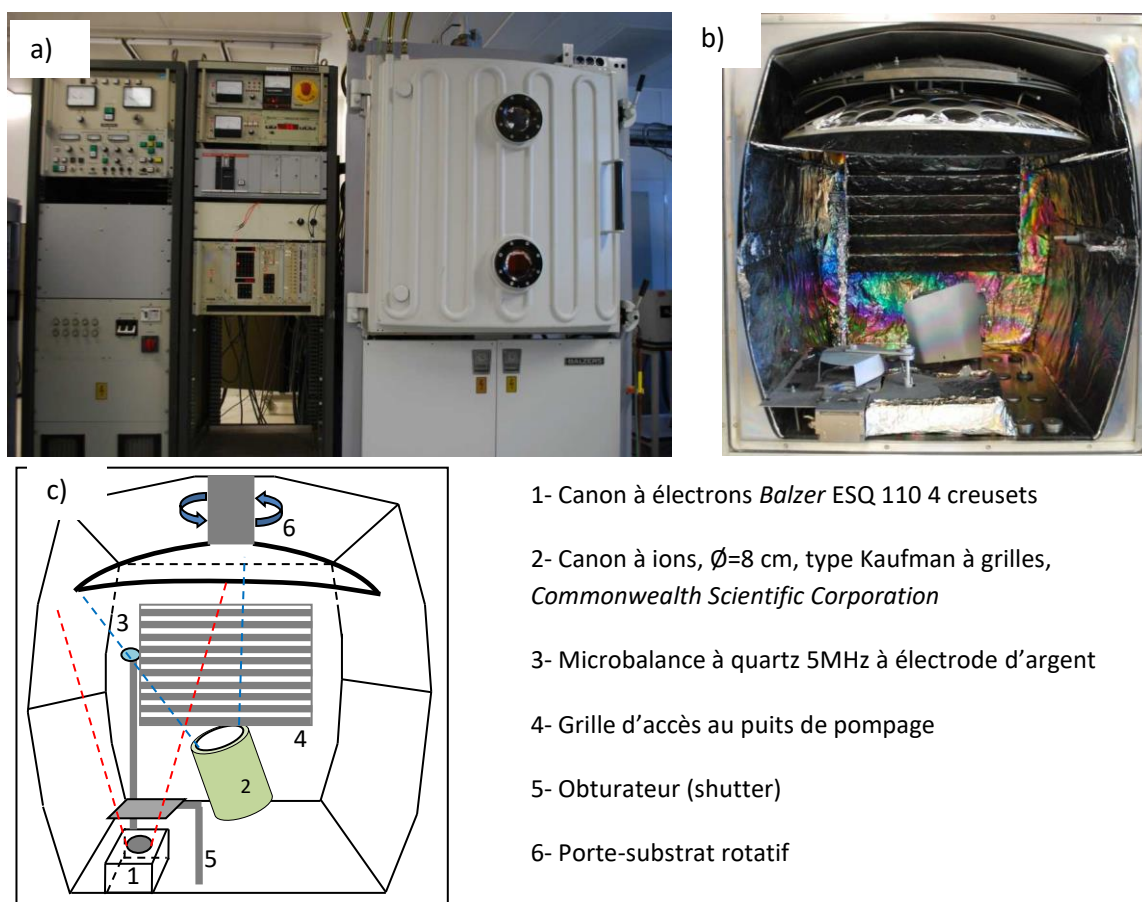 a)
BALZERS
BALZERS
b)
c)
6
3
4
2
5
1
1- Canon à électrons Balzer ESQ 110 4 creusets
2- Canon à ions, Ø=8 cm, type Kaufman à grilles,
Commonwealth Scientific Corporation
3- Microbalance à quartz 5MHz à électrode d’argent
4- Grille d’accès au puits de pompage
5- Obturateur (shutter)
6- Porte-substrat rotatif